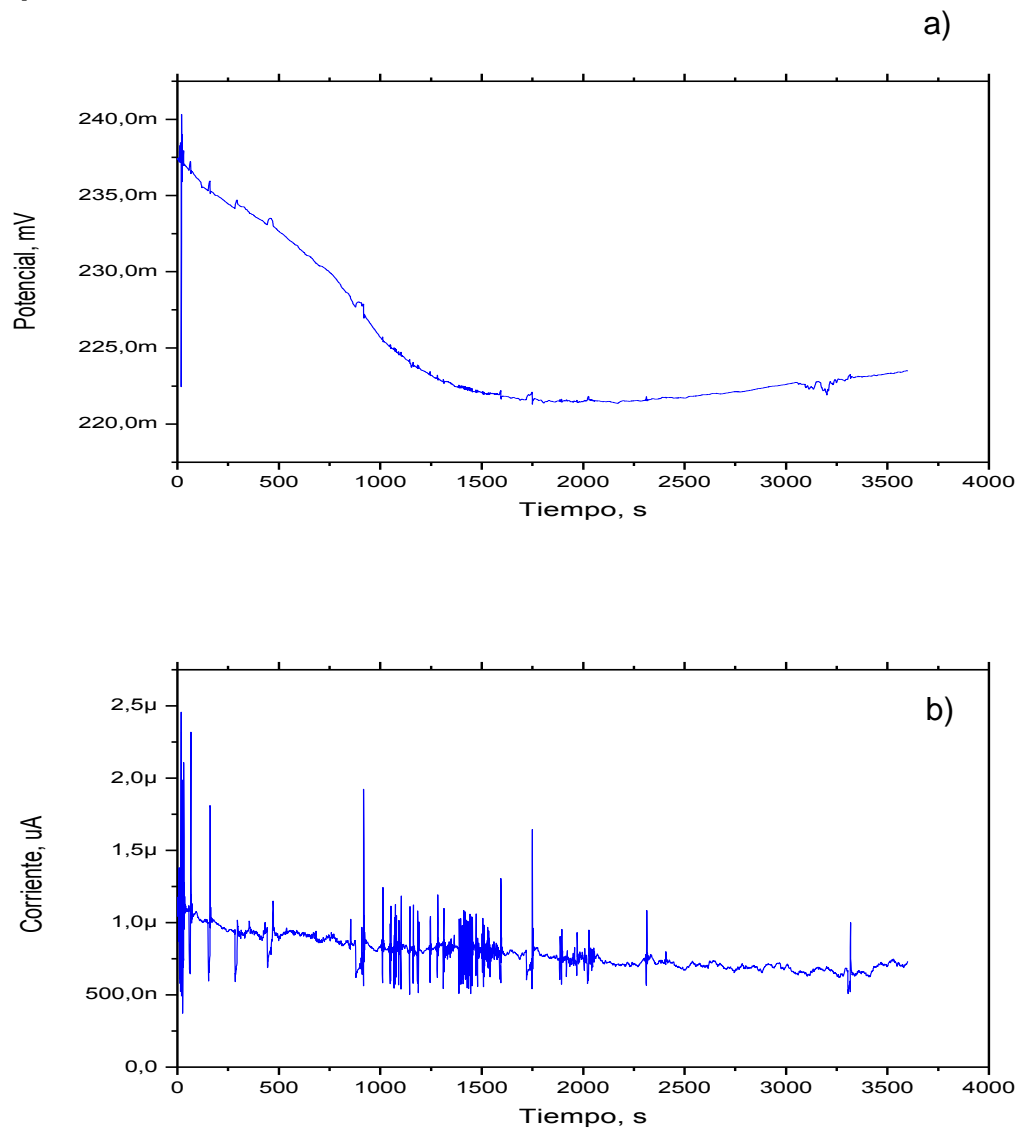 a)
240,0m
235,0m
230,0m
225,0m
220,0m
Potencial, mV
0 500 1000 1500 2000 2500 3000 3500 4000
Tiempo, s
b)
2,5µ
2,0µ
1,5µ
1,0µ
500,0n
0,0
Corriente, uA
0 500 1000 1500 2000 2500 3000 3500 4000
Tiempo, s